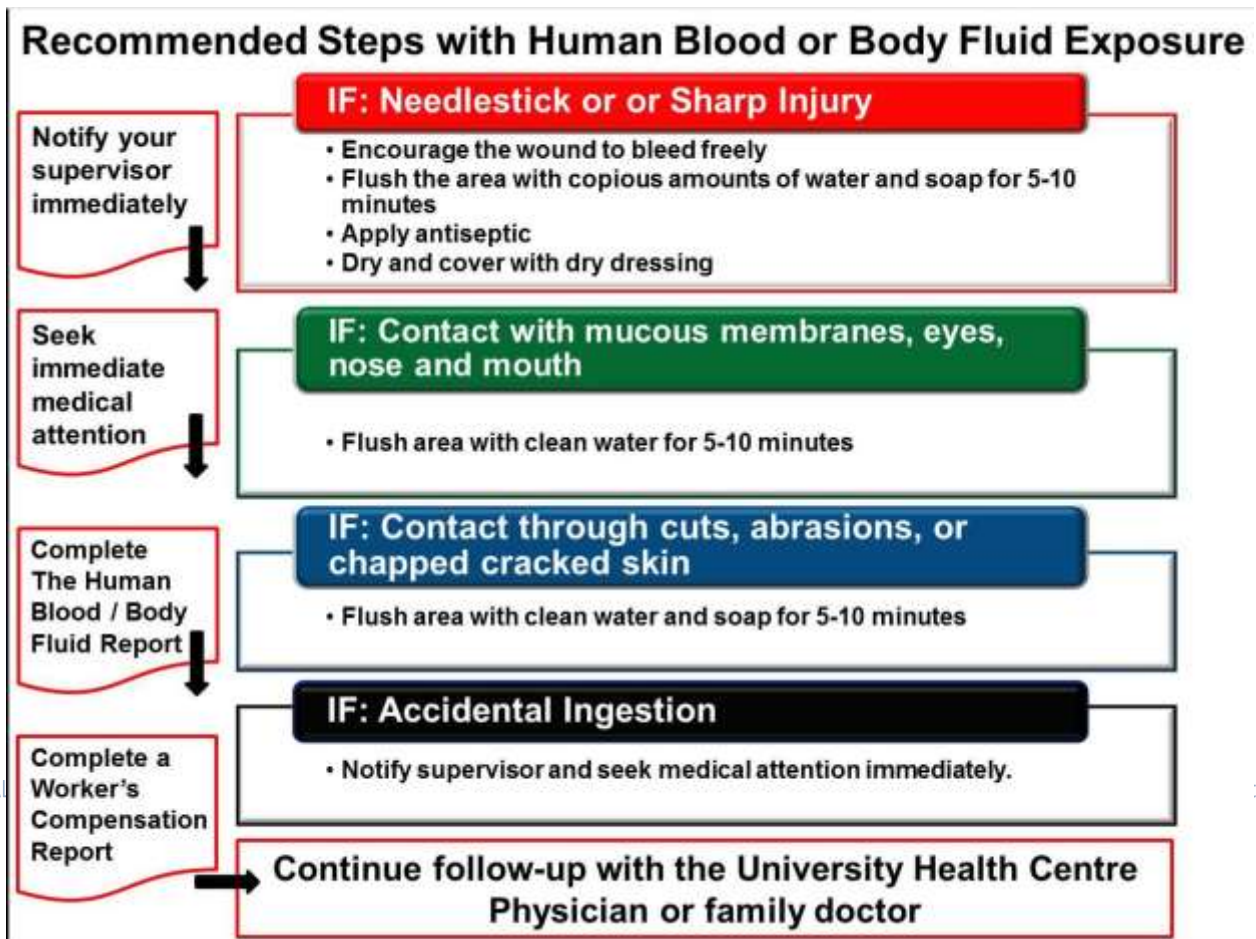 Recommended Steps with Human Blood or Body Fluid Exposure
Notify your
supervisor
immediately
IF: Needlestick or or Sharp Injury
• Encourage the wound to bleed freely
• Flush the area with copious amounts of water and soap for 5-10
minutes
• Apply antiseptic
• Dry and cover with dry dressing
Seek
immediate
medical
attention
IF: Contact with mucous membranes, eyes,
nose and mouth
• Flush area with clean water for 5-10 minutes
Complete
The Human
Blood / Body
Fluid Report
IF: Contact through cuts, abrasions, or
chapped cracked skin
• Flush area with clean water and soap for 5-10 minutes
Complete a
Worker's
Compensation
Report
IF: Accidental Ingestion
• Notify supervisor and seek medical attention immediately.
Continue follow-up with the University Health Centre
Physician or family doctor